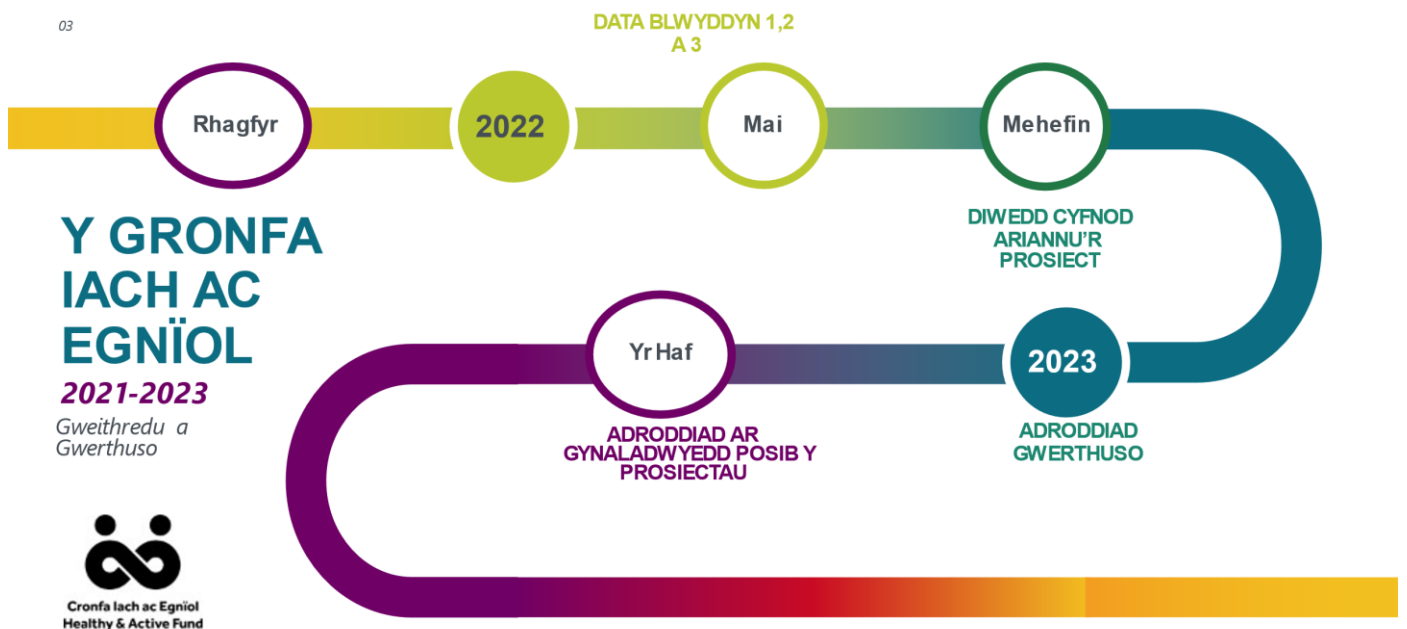 03
DATA BLWYDDYN 1,2
A 3
Rhagfyr
2022
Mai
Mehefin
DIWEDD CYFNOD
ARIANNU'R
PROSIECT
Y GRONFA
IACH AC
EGNÏOL
2021-2023
Gweithredu a
Gwerthuso
Yr Haf
ADRODDIAD AR
GYNALADWYEDD POSIB Y
PROSIECTAU
2023
ADRODDIAD
GWERTHUSO
Cronfa Iach ac Egnïol
Healthy & Active Fund